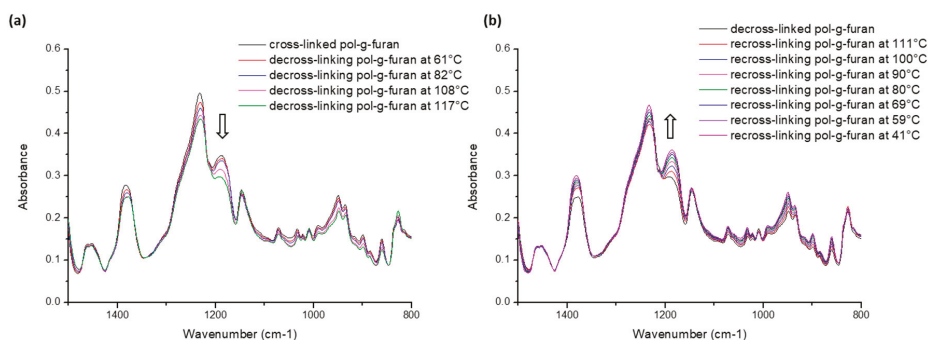 (a)
cross-linked pol-g-furan
decross-linking pol-g-furan at 61°C
decross-linking pol-g-furan at 82°C
decross-linking pol-g-furan at 108°C
decross-linking pol-g-furan at 117°C
Absorbance
0.6
0.5
0.4
0.3
0.2
0.1
0.0
1400
1200
1000
800
Wavenumber (cm-1)
(b)
decross-linked pol-g-furan
recross-linking pol-g-furan at 111°C
recross-linking pol-g-furan at 100°C
recross-linking pol-g-furan at 90°C
recross-linking pol-g-furan at 80°C
recross-linking pol-g-furan at 69°C
recross-linking pol-g-furan at 59°C
recross-linking pol-g-furan at 41°C
Absorbance
0.6
0.5
0.4
0.3
0.2
0.1
0.0
1400
1200
1000
800
Wavenumber (cm-1)